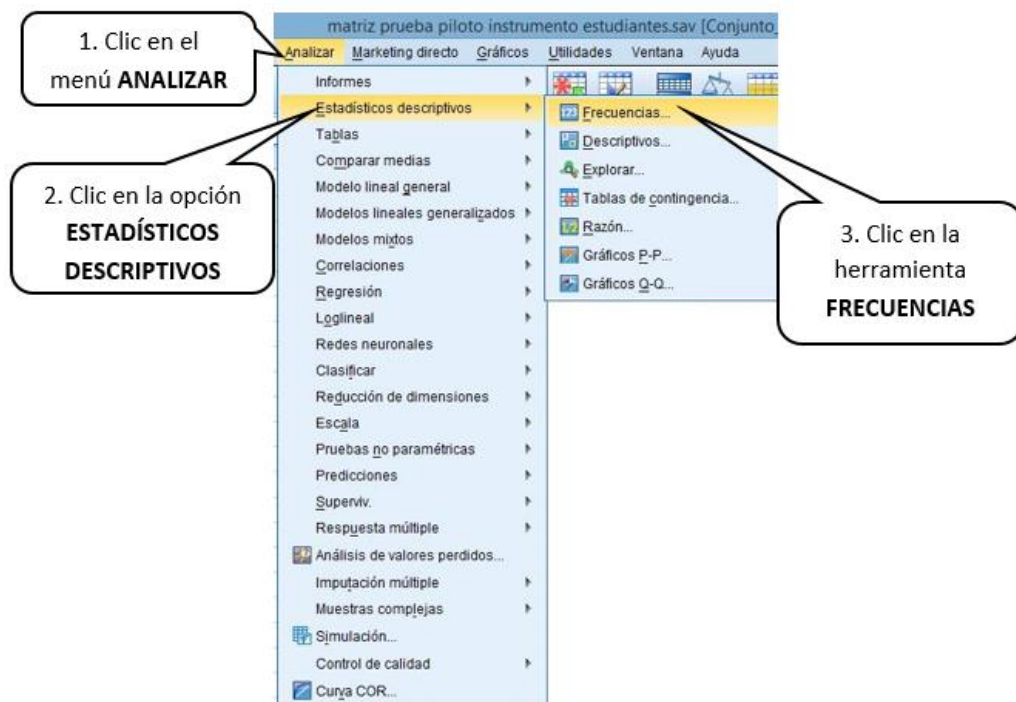 matriz prueba piloto instrumento estudiantes.sav [Conjunto_
1. Clic en el
menú ANALIZAR
Analizar Marketing directo Gráficos Utilidades Ventana Ayuda
Informes
Estadísticos descriptivos
Tablas
Comparar medias
Modelo lineal general
Modelos lineales generalizados
Modelos mixtos
Correlaciones
Regresión
Loglineal
Redes neuronales
Clasificar
Reducción de dimensiones
Escala
Pruebas no paramétricas
Predicciones
Superviv.
Respuesta múltiple
Análisis de valores perdidos...
Imputación múltiple
Muestras complejas
Simulación...
Control de calidad
Curva COR...
2. Clic en la opción
ESTADÍSTICOS
DESCRIPTIVOS
Frecuencias...
Descriptivos...
Explorar...
Tablas de contingencia...
Razón...
Gráficos P-P...
Gráficos Q-Q...
3. Clic en la
herramienta
FRECUENCIAS